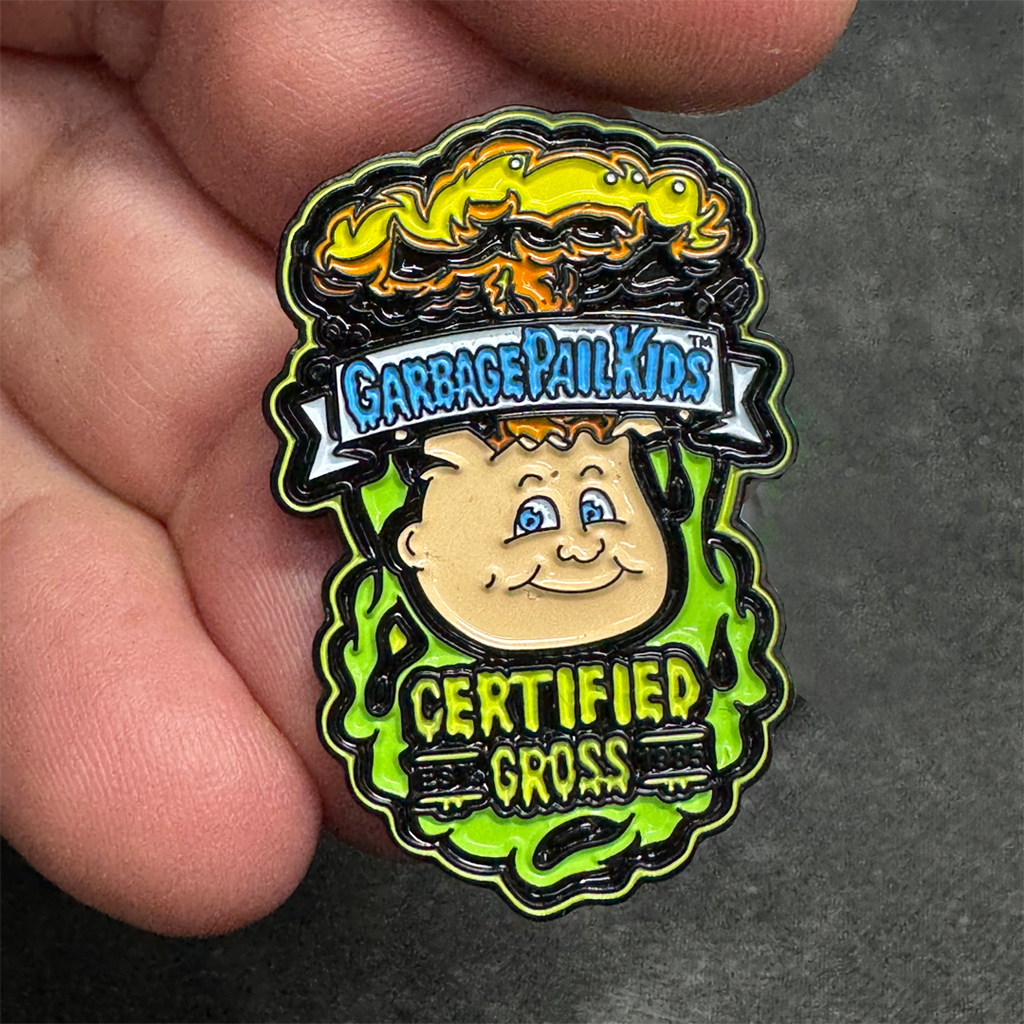 GARBAGE PAIL KIDS™
CERTIFIED
EST. GROSS 1985